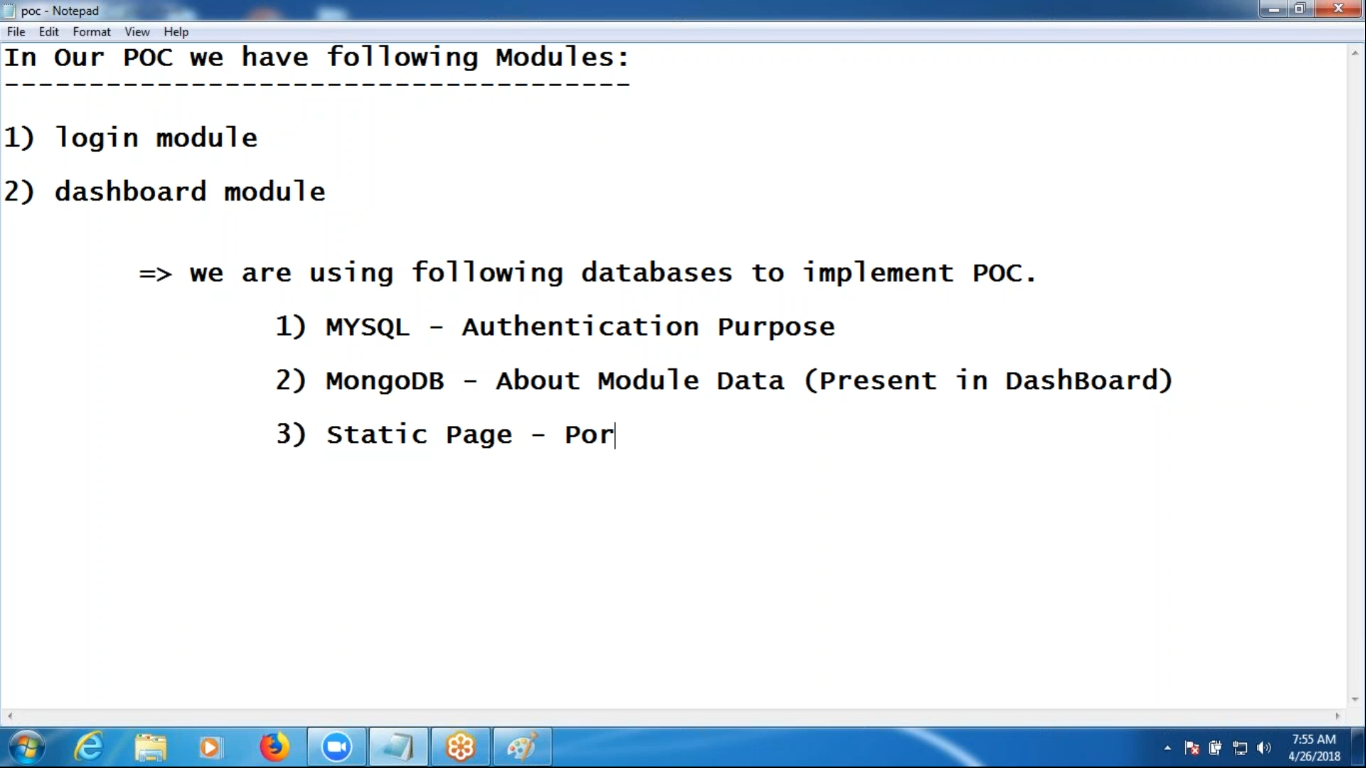 poc - Notepad
File Edit Format View Help
In Our POC we have following Modules:
-------------------------------------
1) login module
2) dashboard module
=> we are using following databases to implement POC.
1) MYSQL - Authentication Purpose
2) MongoDB - About Module Data (Present in DashBoard)
3) Static Page - Por
7:55 AM
4/26/2018